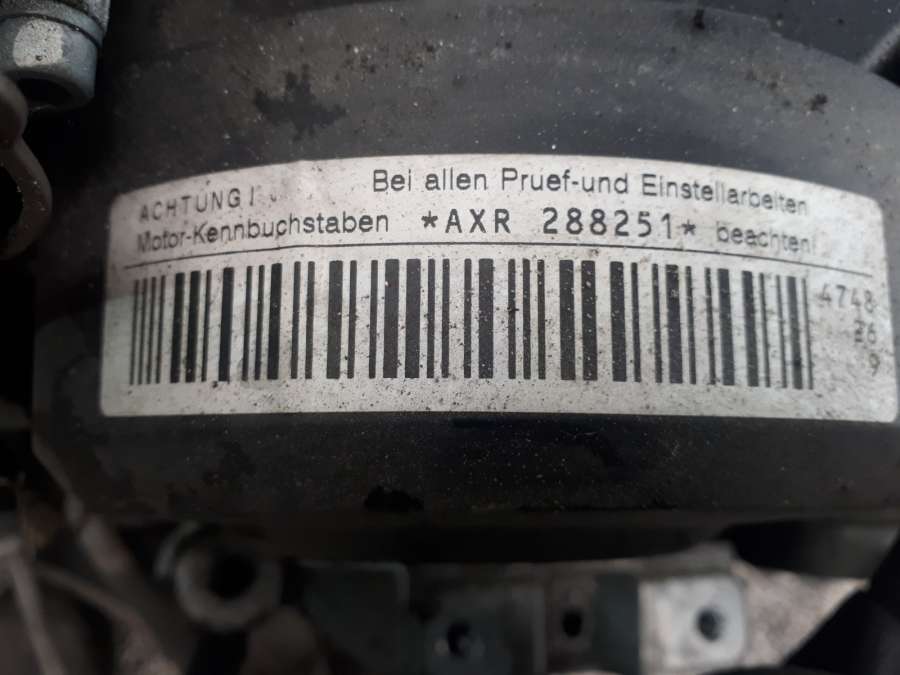 ACHTUNG! Bei allen Pruef-und Einstellarbeiten
Motor-Kennbuchstaben *AXR 288251* beachten!
4748
26
9